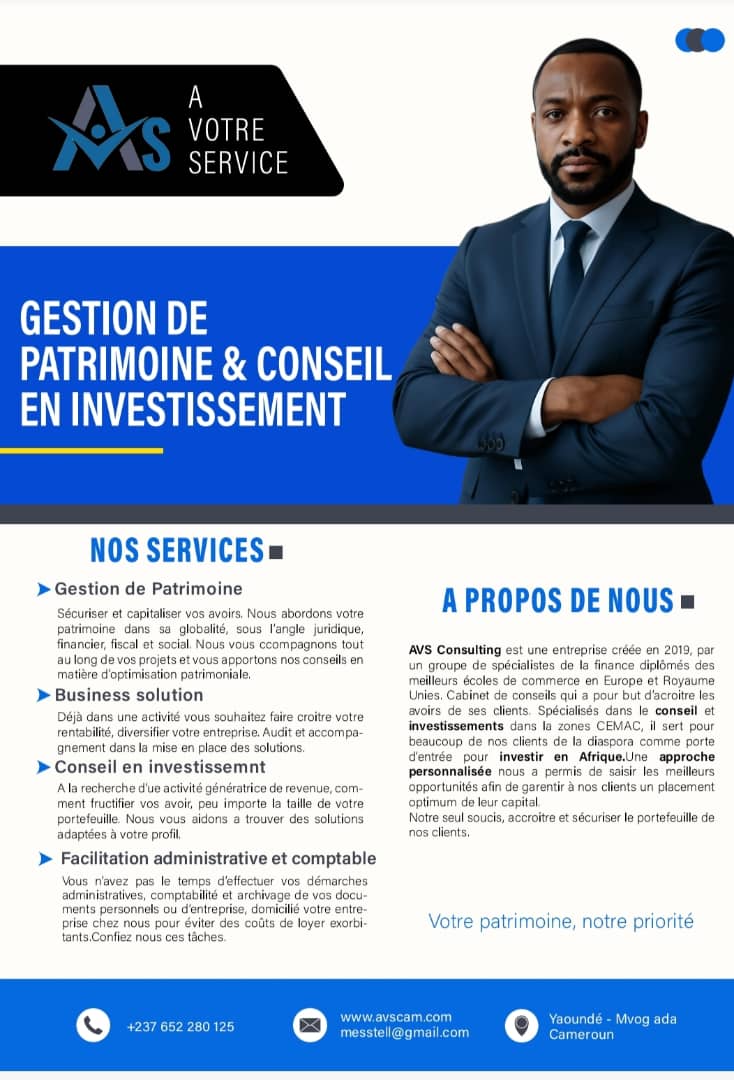 AVS
A
VOTRE
SERVICE
GESTION DE
PATRIMOINE & CONSEIL
EN INVESTISSEMENT
NOS SERVICES
Gestion de Patrimoine
Sécuriser et capitaliser vos avoirs. Nous abordons votre
patrimoine dans sa globalité, sous l'angle juridique,
financier, fiscal et social. Nous vous ccompagnons tout
au long de vos projets et vous apportons nos conseils en
matière d'optimisation patrimoniale.
Business solution
Déjà dans une activité vous souhaitez faire croitre votre
rentabilité, diversifier votre entreprise. Audit et accompa-
gnement dans la mise en place des solutions.
Conseil en investissemnt
A la recherche d'ue activité génératrice de revenue, com-
ment fructifier vos avoir, peu importe la taille de votre
portefeuille. Nous vous aidons a trouver des solutions
adaptées à votre profil.
Facilitation administrative et comptable
Vous n'avez pas le temps d'effectuer vos démarches
administratives, comptabilité et archivage de vos docu-
ments personnels ou d'entreprise, domicilié votre entre-
prise chez nous pour éviter des coûts de loyer exorbi-
tants.Confiez nous ces tâches.
A PROPOS DE NOUS
AVS Consulting est une entreprise créée en 2019, par
un groupe de spécialistes de la finance diplômés des
meilleurs écoles de commerce en Europe et Royaume
Unies. Cabinet de conseils qui a pour but d'acroitre les
avoirs de ses clients. Spécialisés dans le conseil et
investissements dans la zones CEMAC, il sert pour
beaucoup de nos clients de la diaspora comme porte
d'entrée pour investir en Afrique.Une approche
personnalisée nous a permis de saisir les meilleurs
opportunités afin de garentir à nos clients un placement
optimum de leur capital.
Notre seul soucis, accroitre et sécuriser le portefeuille de
nos clients.
Votre patrimoine, notre priorité
+237 652 280 125
www.avscam.com
messtell@gmail.com
Yaoundé - Mvog ada
Cameroun